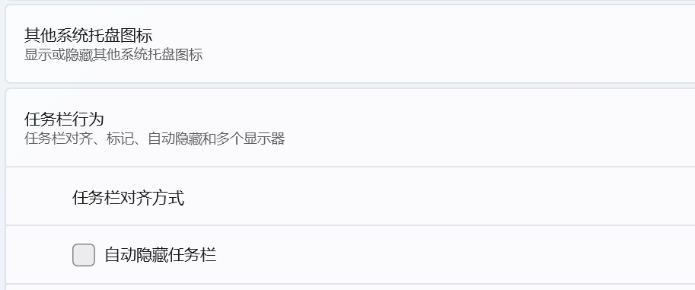 其他系统托盘图标
显示或隐藏其他系统托盘图标
任务栏行为
任务栏对齐、标记、自动隐藏和多个显示器
任务栏对齐方式
自动隐藏任务栏